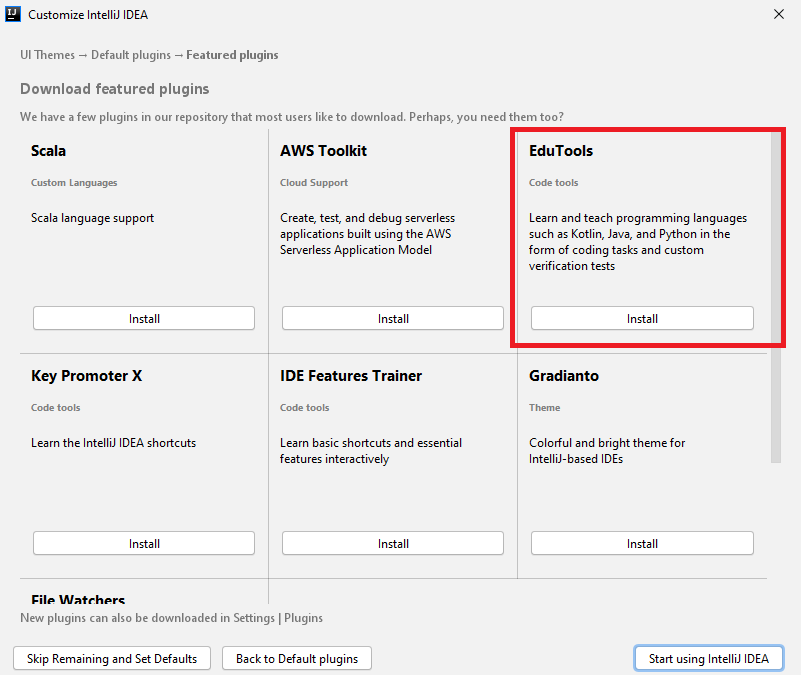 IJ
Customize IntelliJ IDEA
UI Themes → Default plugins → Featured plugins
Download featured plugins
We have a few plugins in our repository that most users like to download. Perhaps, you need them too?
Scala
Custom Languages
Scala language support
Install
AWS Toolkit
Cloud Support
Create, test, and debug serverless
applications built using the AWS
Serverless Application Model
Install
EduTools
Code tools
Learn and teach programming languages
such as Kotlin, Java, and Python in the
form of coding tasks and custom
verification tests
Install
Key Promoter X
Code tools
Learn the IntelliJ IDEA shortcuts
Install
IDE Features Trainer
Code tools
Learn basic shortcuts and essential
features interactively
Install
Gradianto
Theme
Colorful and bright theme for
IntelliJ-based IDEs
Install
File Watchers
New plugins can also be downloaded in Settings | Plugins
Skip Remaining and Set Defaults
Back to Default plugins
Start using IntelliJ IDEA